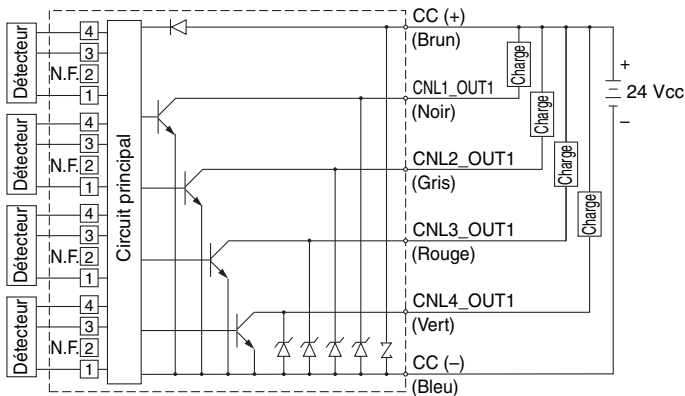 CC (+)
(Brun)
CNL1_OUT1
(Noir)
CNL2_OUT1
(Gris)
CNL3_OUT1
(Rouge)
CNL4_OUT1
(Vert)
CC (–)
(Bleu)
Charge
Charge
Charge
Charge
+
24 Vcc
–
Circuit principal
Détecteur
4
3
N.F. 2
1
Détecteur
4
3
N.F. 2
1
Détecteur
4
3
N.F. 2
1
Détecteur
4
3
N.F. 2
1